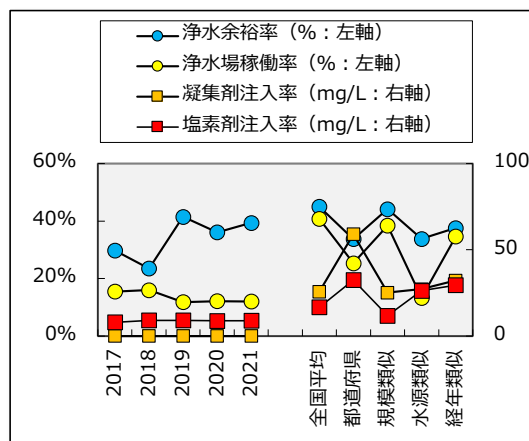 浄水余裕率（%：左軸）
浄水場稼働率（%：左軸）
凝集剤注入率（mg/L：右軸）
塩素剤注入率（mg/L：右軸）
60%
40%
20%
0%
100
50
0
2017
2018
2019
2020
2021
全国平均
都道府県
規模類似
水源類似
経年類似